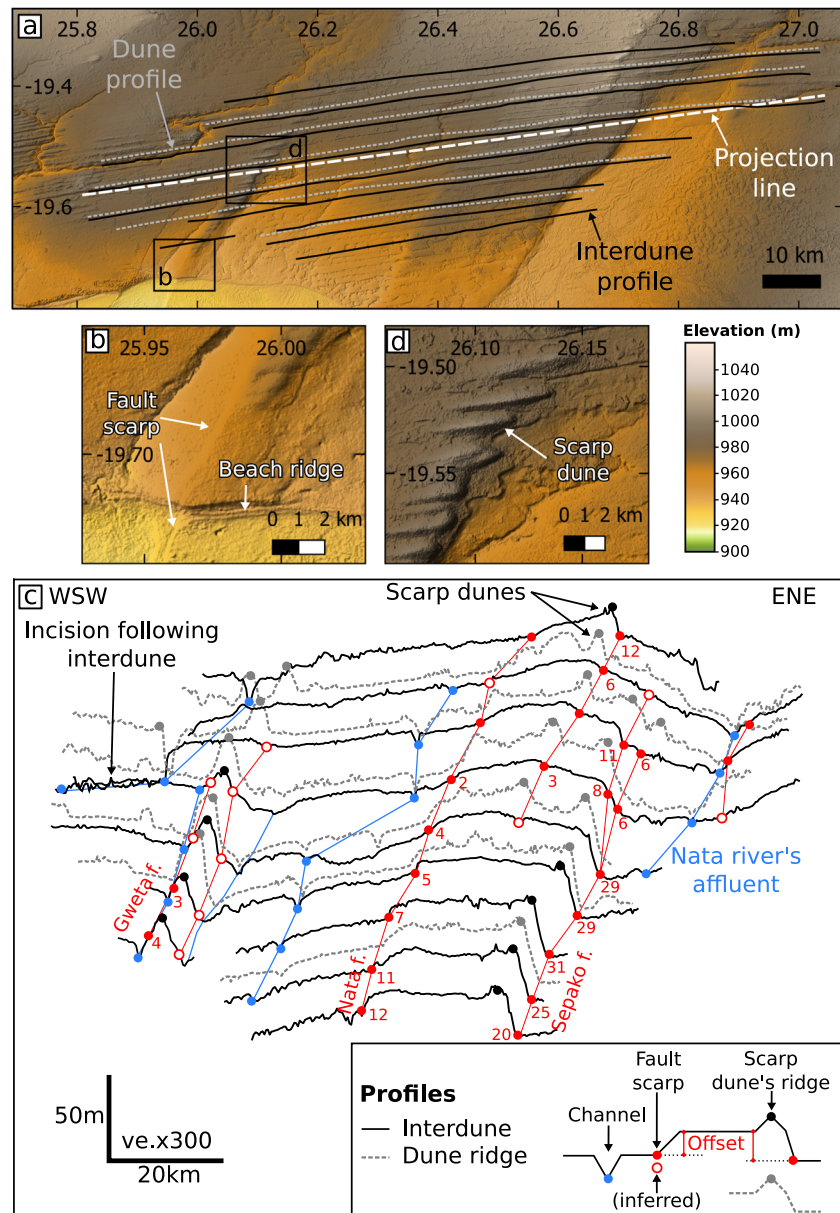 a
25.8 26.0 26.2 26.4 26.6 26.8 27.0
Dune
profile
-19.4
d
Projection
line
-19.6
b
Interdune
profile
10 km
b
25.95 26.00
Fault
scarp
-19.70
Beach ridge
0 1 2 km
d
26.10 26.15
-19.50
Scarp
dune
-19.55
0 1 2 km
Elevation (m)
1040
1020
1000
980
960
940
920
900
c WSW
ENE
Scarp dunes
Incision following
interdune
12
6
11
6
2
3
8
6
4
Nata river's
affluent
Gweta f.
3
5
29
4
7
29
31
Nata f.
11
Sepako f.
25
12
20
50m
ve.x300
20km
Profiles
Interdune
Dune ridge
Channel
Fault
scarp
Scarp
dune's ridge
Offset
(inferred)